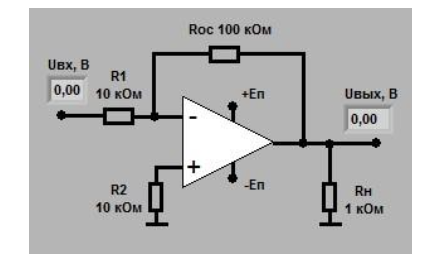 Rос 100 кОм
Uвх, В
0,00
R1
10 кОм
+Еп
Uвых, В
0,00
-
+
-Еп
R2
10 кОм
Rн
1 кОм